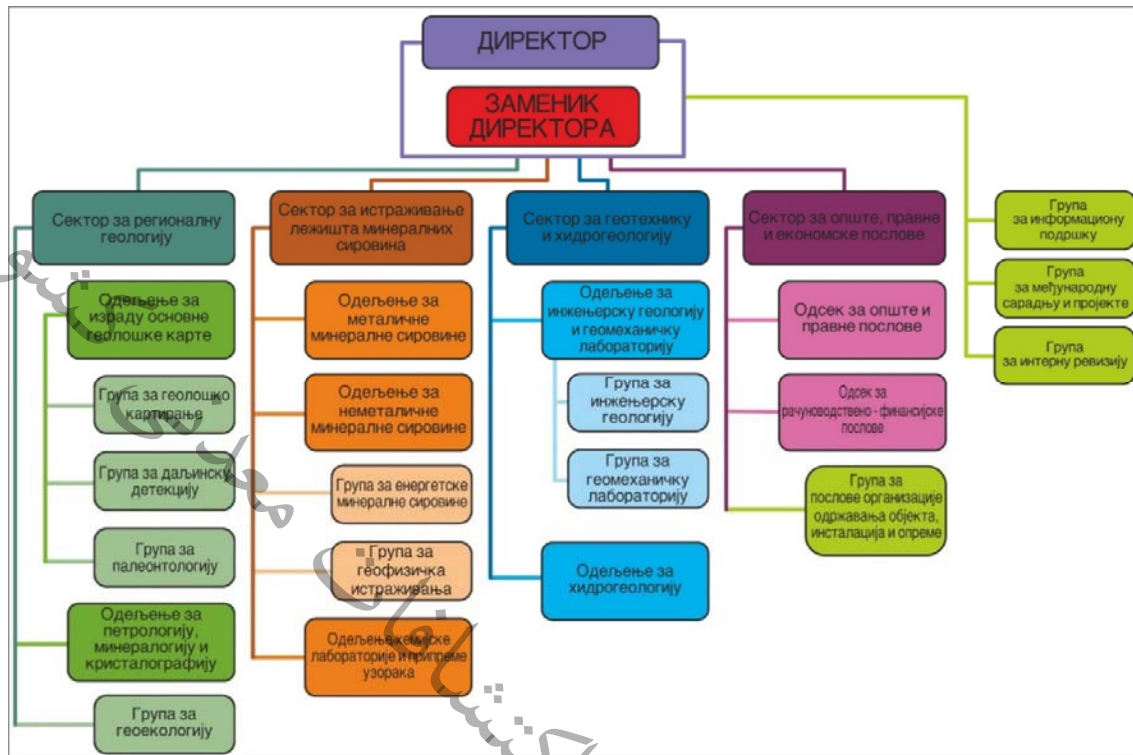 ДИРЕКТОР
ЗАМЕНИК
ДИРЕКТОРА
Сектор за регионалну
геологију
Одељење за
израду основне
геолошке карте
Група за геолошко
картирање
Група за даљинску
детекцију
Група за
палеонтологију
Одељење за
петрологију,
минералогију и
кристалографију
Група за
геоекологију
Сектор за истраживање
лежишта минералних
сировина
Одељење за
металичне
минералне сировине
Одељење за
неметаличне
минералне сировине
Група за енергетске
минералне сировине
Група за
геофизичка
истраживања
Одељење хемијске
лабораторије и припреме
узорака
Сектор за геотехнику
и хидрогеологију
Одељење за
инжењерску геологију
и геомеханичку
лабораторију
Група за
инжењерску
геологију
Група за
геомеханичку
лабораторију
Одељење за
хидрогеологију
Сектор за опште, правне
и економске послове
Одсек за опште и
правне послове
Одсек за
рачуноводствено - финансијске
послове
Група за
послове организације
одржавања објекта,
инсталација и опреме
Група
за информациону
подршку
Група
за међународну
сарадњу и пројекте
Група
за интерну ревизију
معدنی